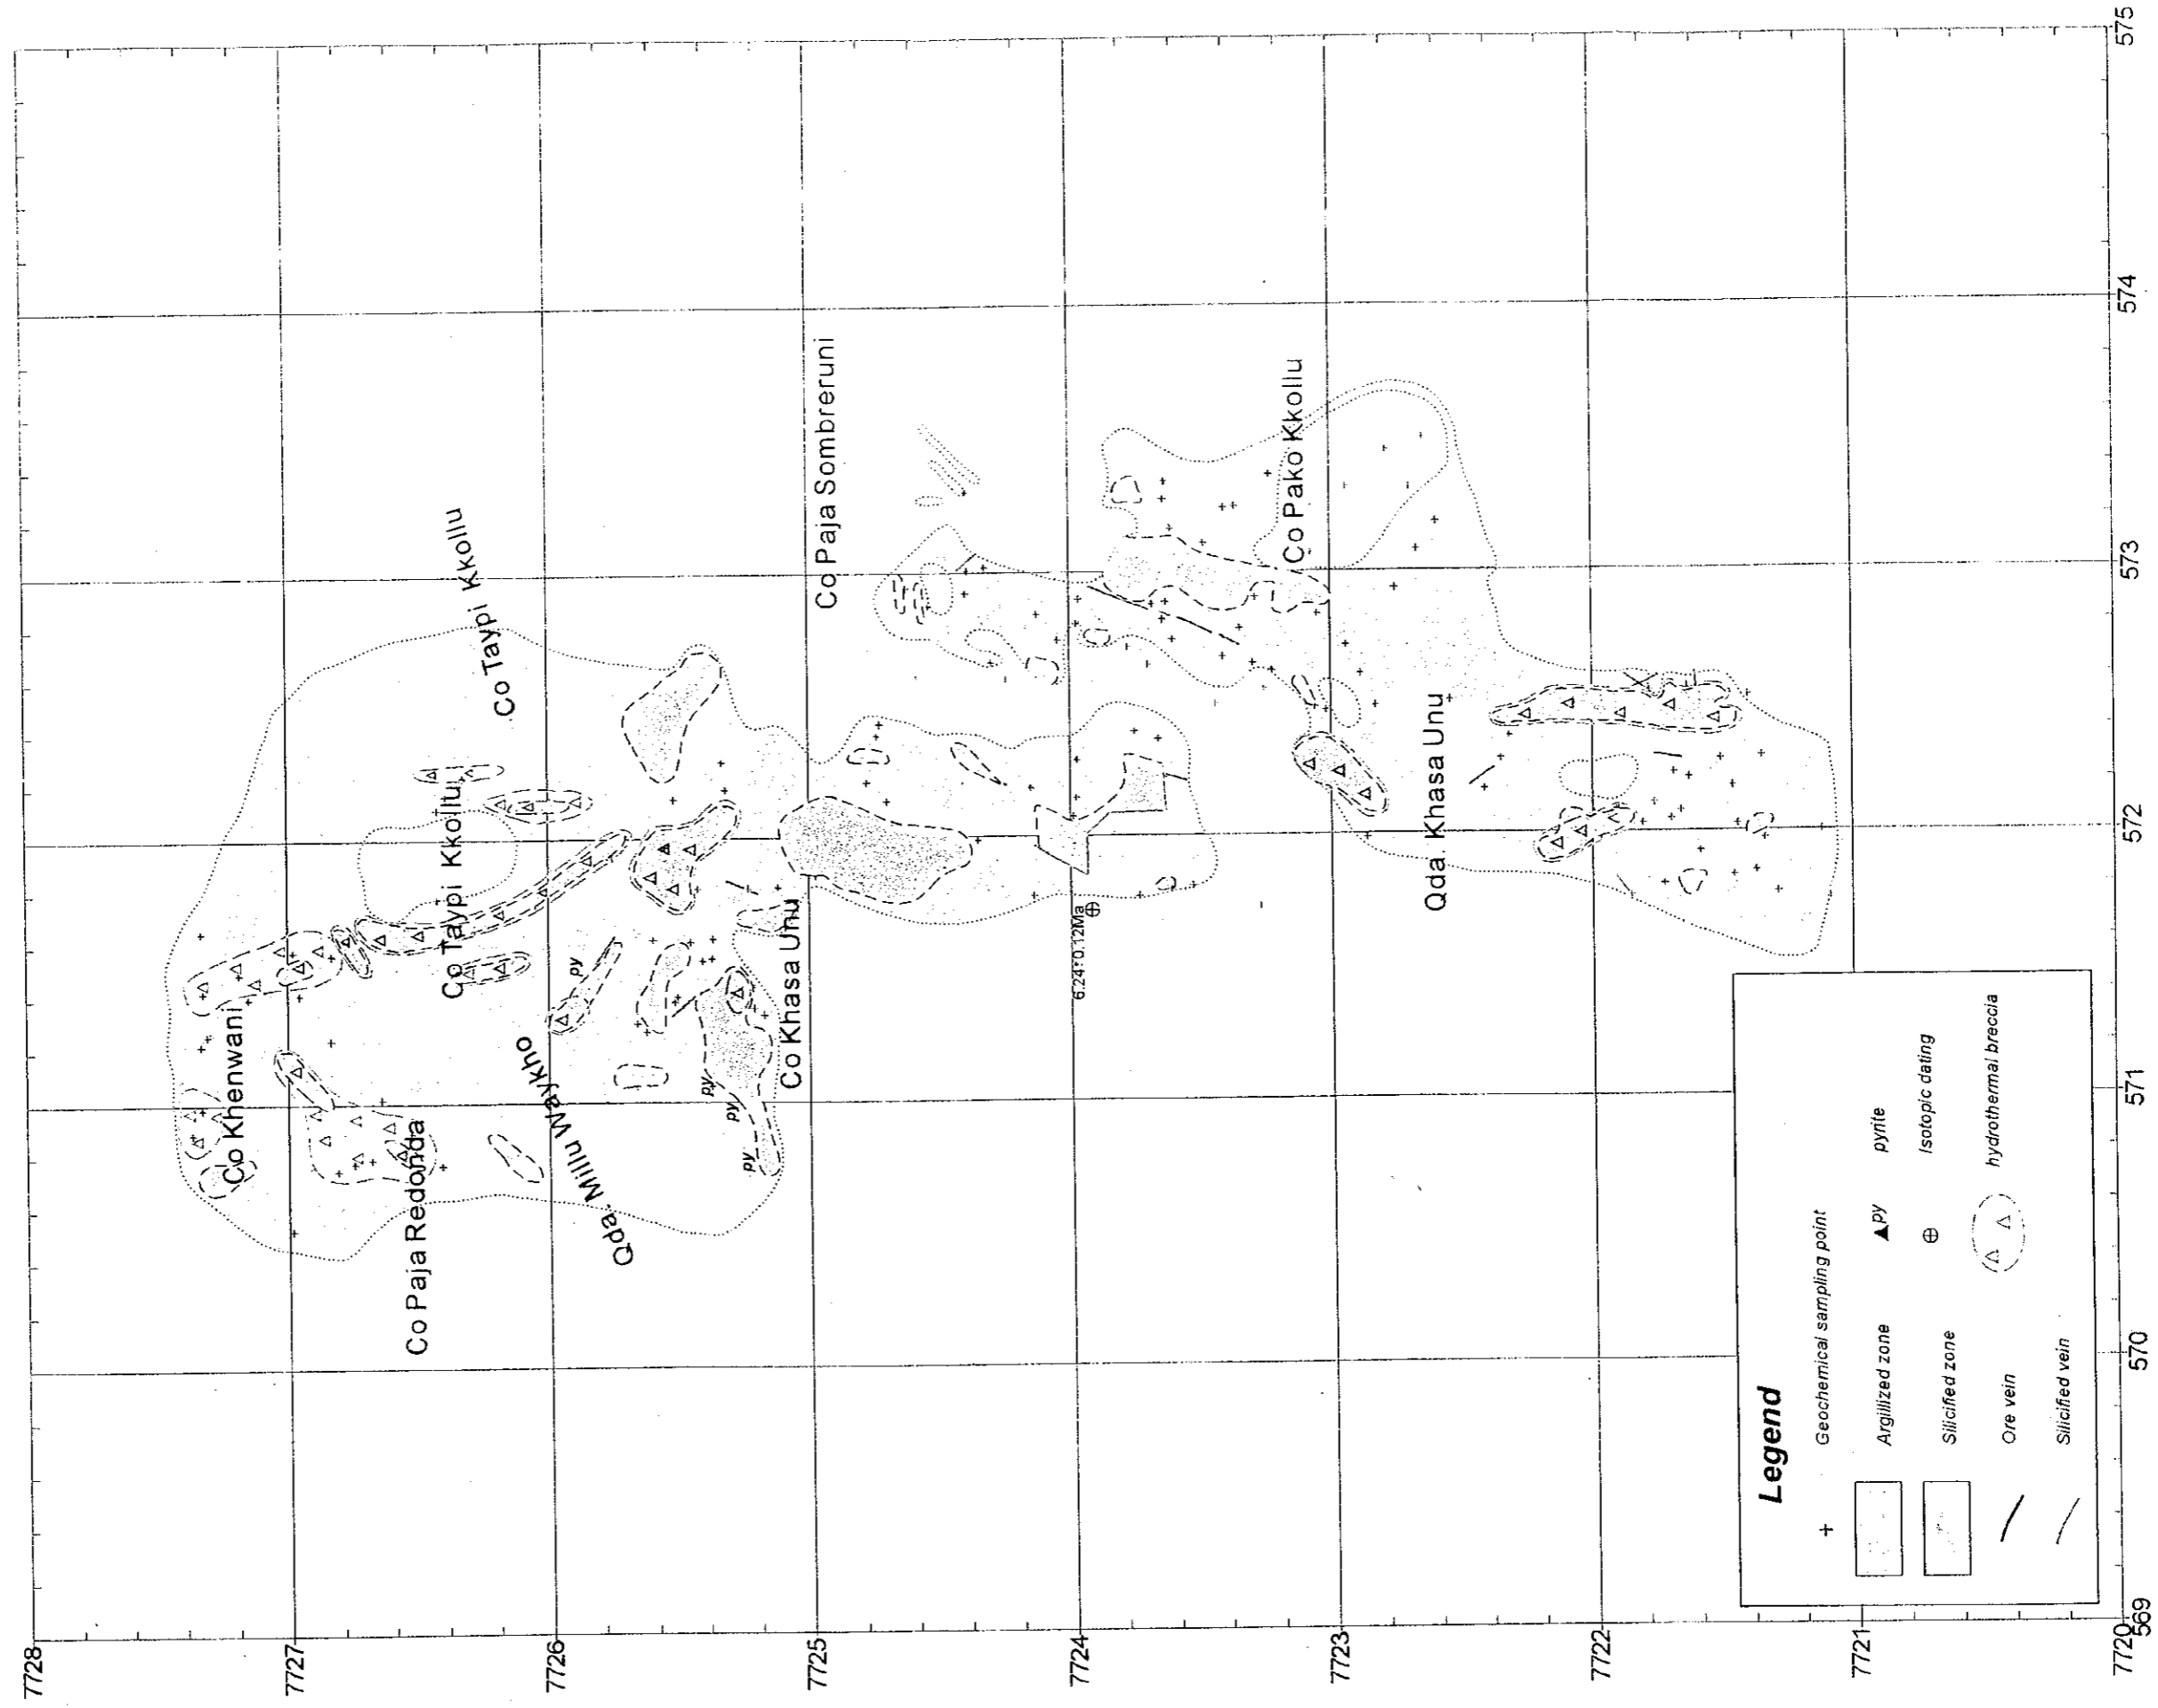 Co Taypi Kkollu
Co Paja Sombreruni
Co Pako Kkollu
Co Taypi Kkollu
Co Khenwani
Co Paja Redonda
Qda. Millu Waykho
Co Khasa Unu
Qda. Khasa Unu
py
py
py
py
6.24±0.12Ma
7728
7727
7726
7725
7724
7723
7722
7721
7720
569
570
571
572
573
574
575
Legend
+ Geochemical sampling point
Argillized zone
Silicified zone
Ore vein
Silicified vein
▲py pyrite
⊕ Isotopic dating
hydrothermal breccia